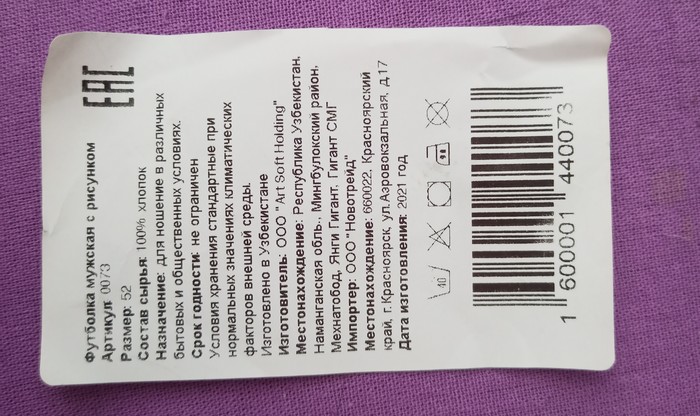 Футболка мужская с рисунком
Артикул: 0073
Размер: 52
Состав сырья: 100% хлопок
Назначение: для ношение в различных
бытовых и общественных условиях.
Срок годности: не ограничен
Условия хранения стандартные при
нормальных значениях климатических
факторов внешней среды.
Изготовлено в Узбекистане
Изготовитель: ООО "Art Soft Holding"
Местонахождение: Республика Узбекистан.
Наманганская обль-, Мингбулокский район,
Мехнатобод, Янги Гигант, Гигант СМГ
Импортер: ООО "Новотрейд"
Местонахождение: 660022, Красноярский
край, г.Красноярск, ул.Аэровокзальная, д.17
Дата изготовления: 2021 год
EAC
40
1 600001 440073